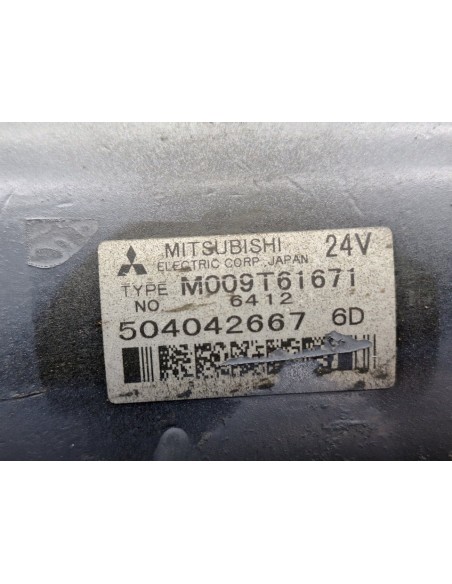 MITSUBISHI 24V
ELECTRIC CORP. JAPAN
TYPE M009T61671
NO 6412
504042667 6D